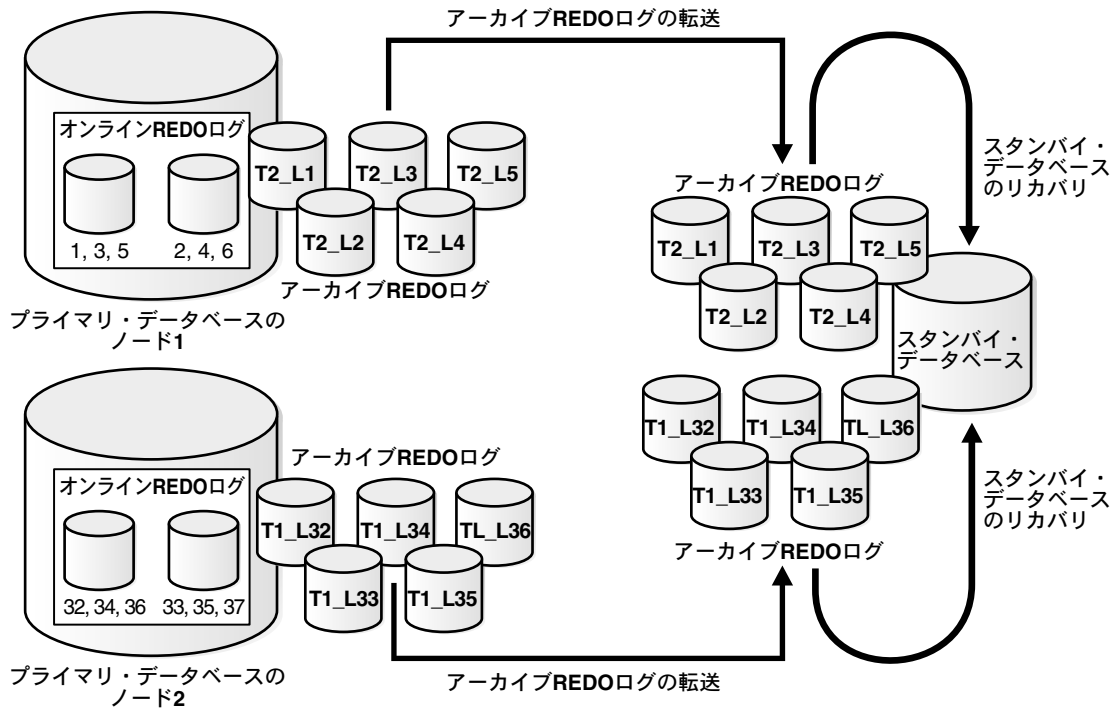 アーカイブREDOログの転送
オンラインREDOログ
1, 3, 5
2, 4, 6
T2_L1
T2_L3
T2_L5
T2_L2
T2_L4
アーカイブREDOログ
プライマリ・データベースの
ノード1
アーカイブREDOログ
T2_L1
T2_L3
T2_L5
T2_L2
T2_L4
スタンバイ・
データベース
のリカバリ
スタンバイ・
データベース
オンラインREDOログ
32, 34, 36
33, 35, 37
アーカイブREDOログ
T1_L32
T1_L34
TL_L36
T1_L33
T1_L35
プライマリ・データベースの
ノード2
T1_L32
T1_L34
TL_L36
T1_L33
T1_L35
アーカイブREDOログ
スタンバイ・
データベース
のリカバリ
アーカイブREDOログの転送